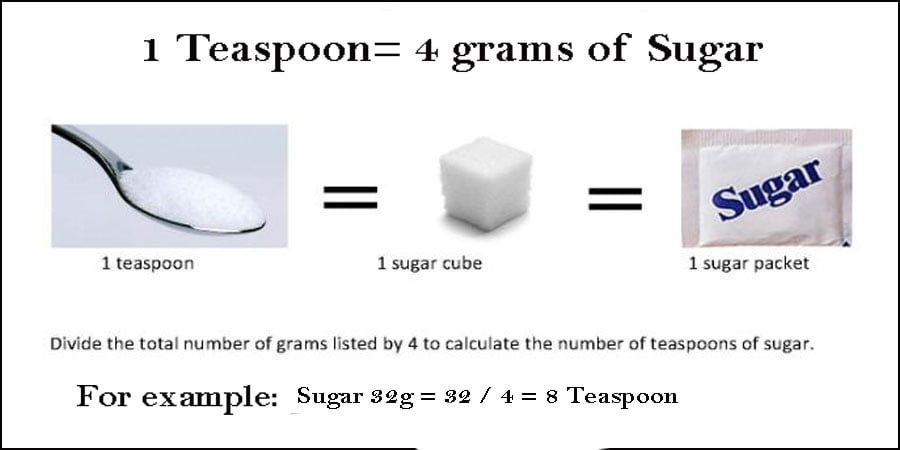 1 Teaspoon= 4 grams of Sugar
Sugar
1 teaspoon
1 sugar cube
1 sugar packet
Divide the total number of grams listed by 4 to calculate the number of teaspoons of sugar.
For example: Sugar 32g = 32 / 4 = 8 Teaspoon